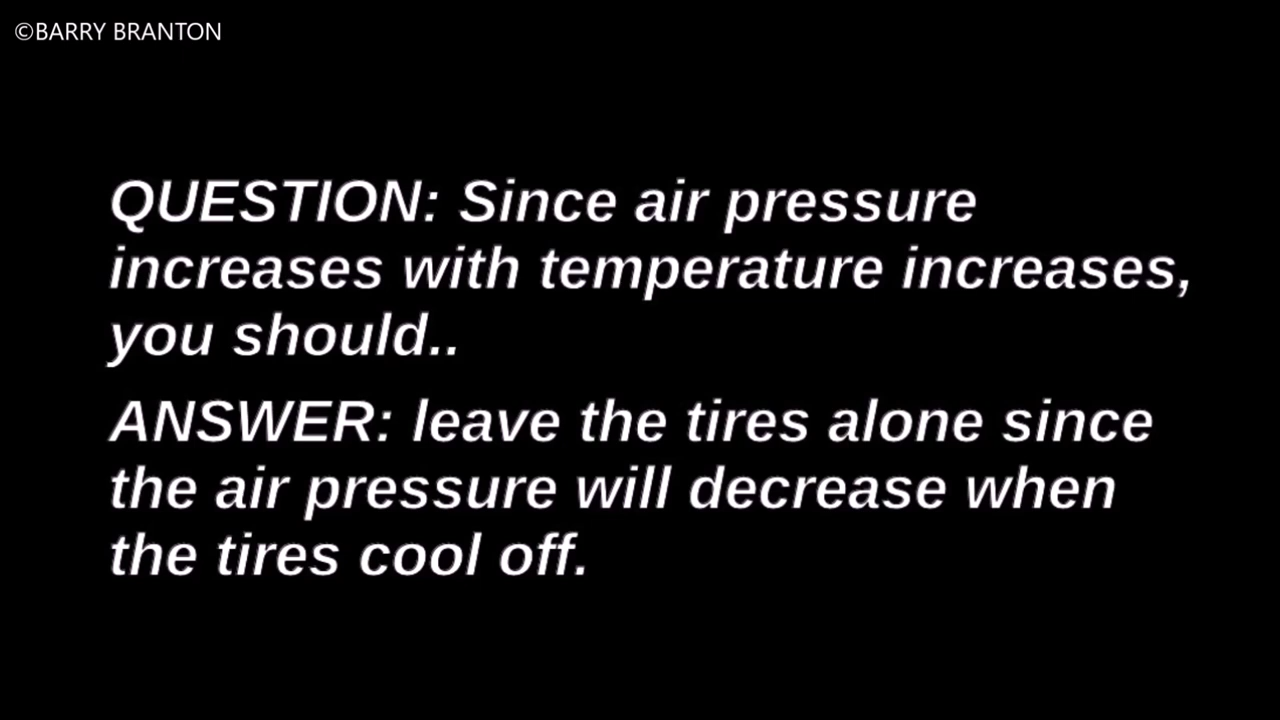 ©BARRY BRANTON
QUESTION: Since air pressure
increases with temperature increases,
you should..
ANSWER: leave the tires alone since
the air pressure will decrease when
the tires cool off.